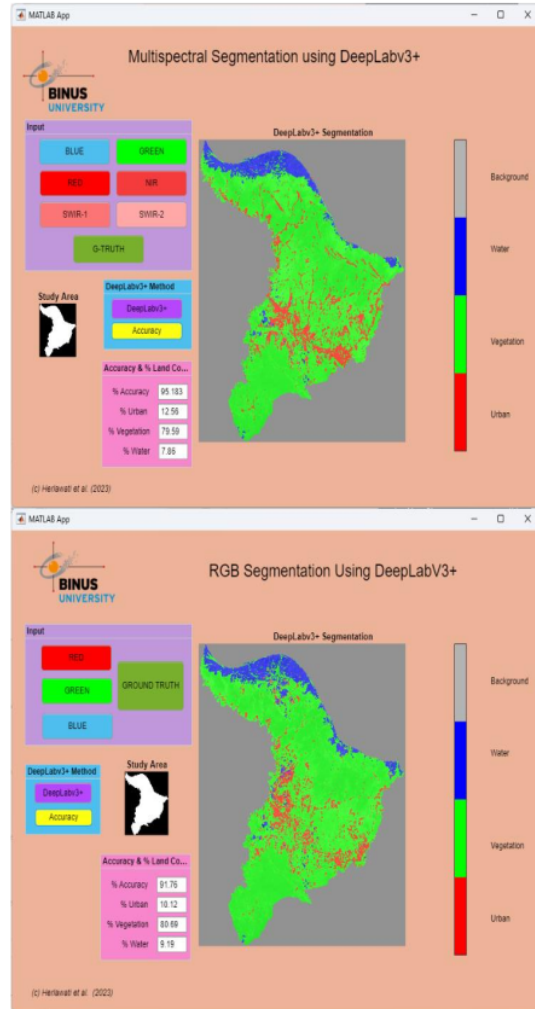 MATLAB App
Multispectral Segmentation using DeepLabv3+
BINUS
UNIVERSITY
Input
BLUE
GREEN
RED
NIR
SWIR-1
SWIR-2
G-TRUTH
Study Area
DeepLabv3+ Method
DeepLabv3+
Accuracy
Accuracy & % Land Co...
% Accuracy 95.183
% Urban 12.56
% Vegetation 79.59
% Water 7.86
DeepLabv3+ Segmentation
Background
Water
Vegetation
Urban
(c) Herlawati et al. (2023)
MATLAB App
RGB Segmentation Using DeepLabV3+
BINUS
UNIVERSITY
Input
RED
GREEN
BLUE
GROUND TRUTH
DeepLabv3+ Method
DeepLabv3+
Accuracy
Study Area
Accuracy & % Land Co...
% Accuracy 91.76
% Urban 10.12
% Vegetation 80.69
% Water 9.19
DeepLabv3+ Segmentation
Background
Water
Vegetation
Urban
(c) Herlawati et al. (2023)